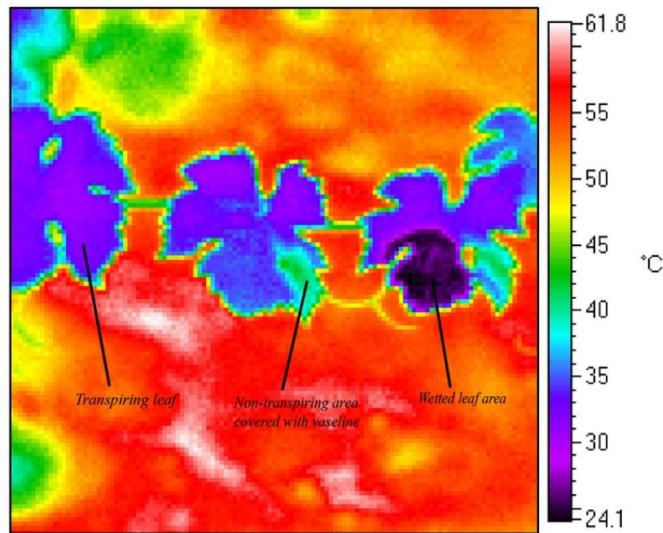 61.8
55
50
45
°C
40
35
30
24.1
Transpiring leaf
Non-transpiring area
covered with vaseline
Wetted leaf area